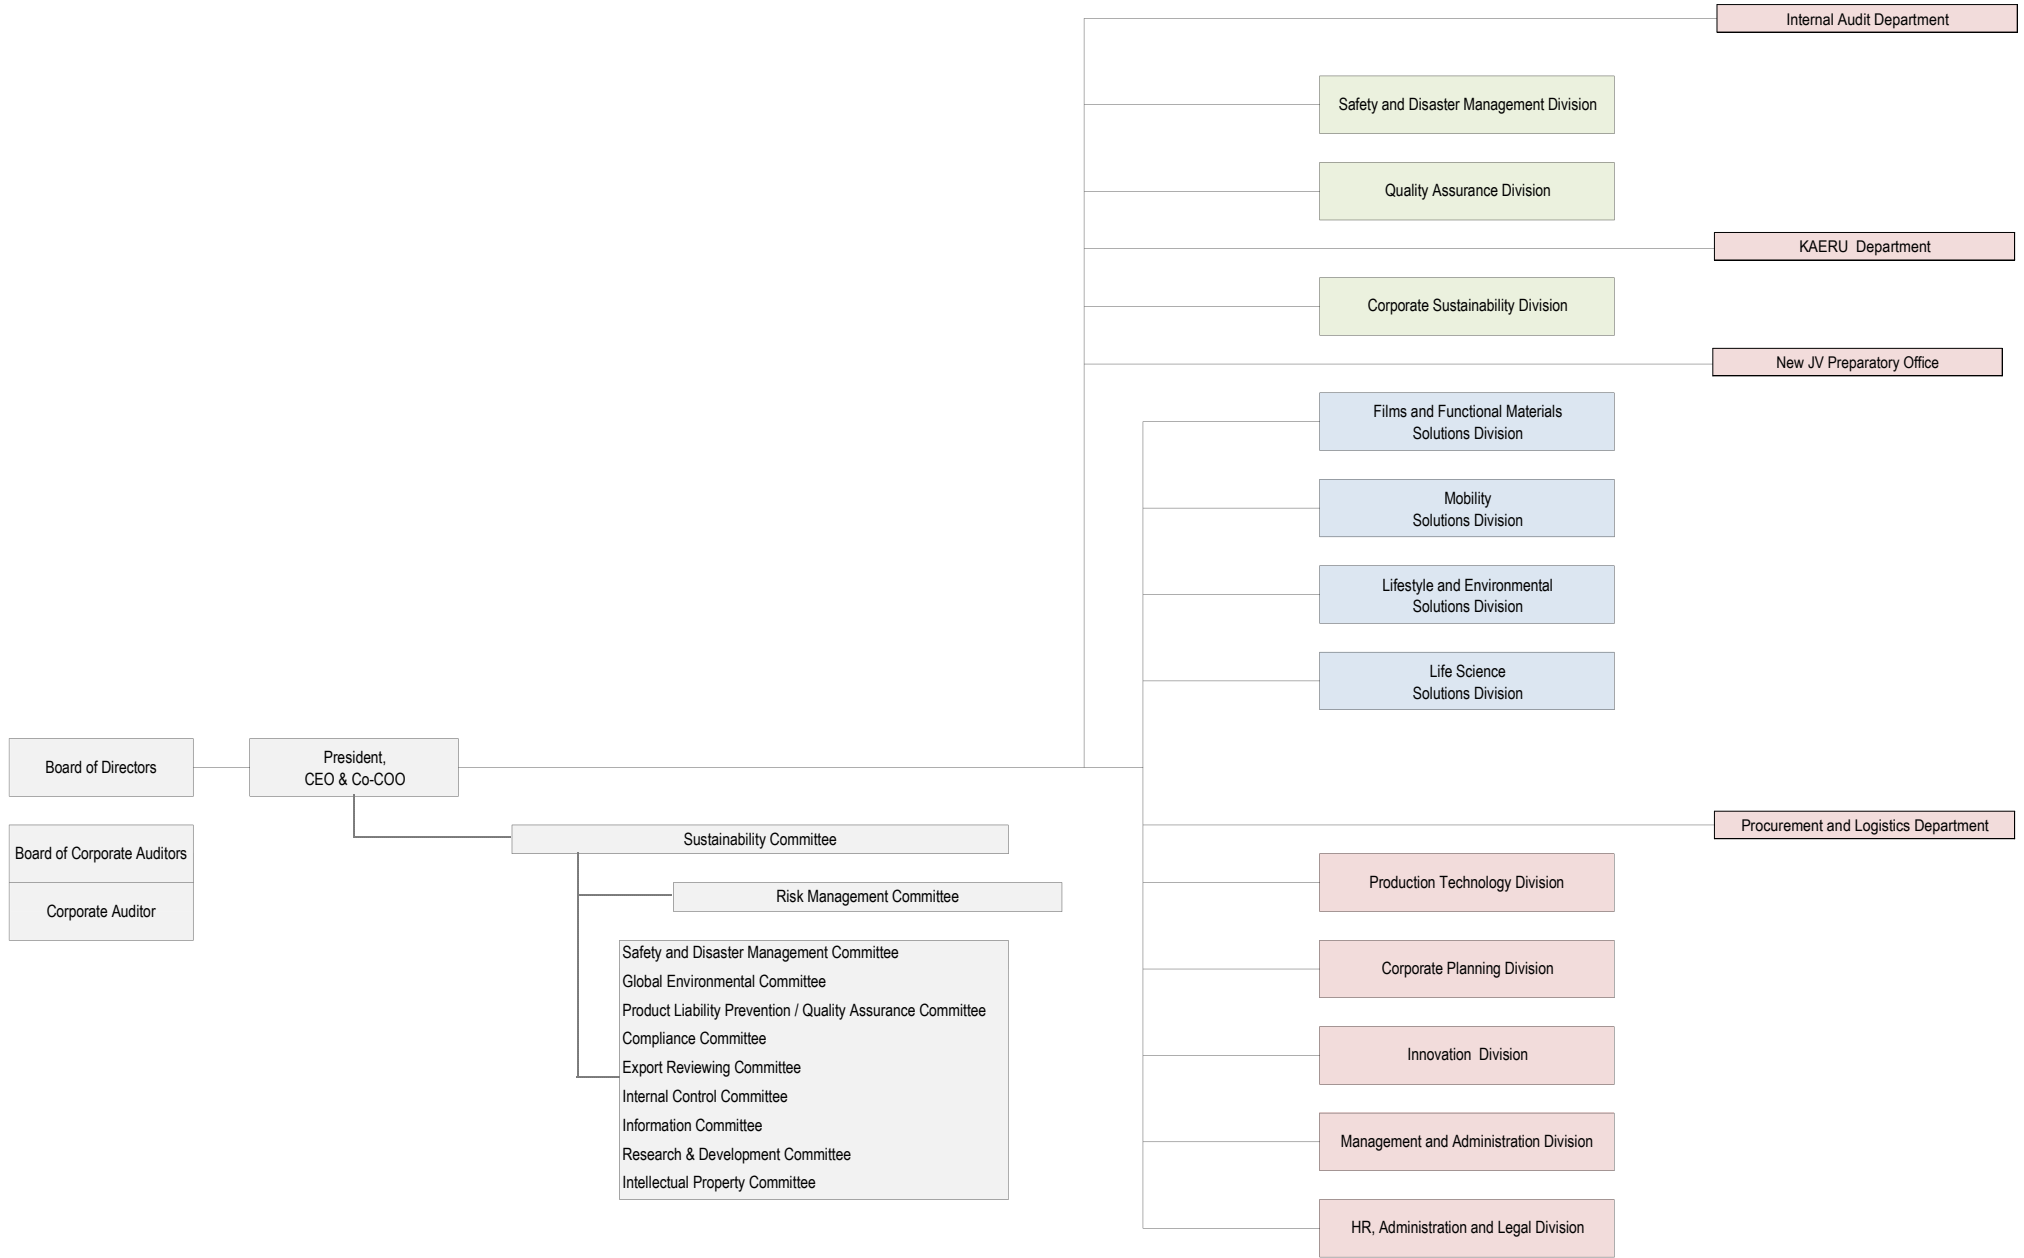 Internal Audit Department
Safety and Disaster Management Division
Quality Assurance Division
KAERU  Department
Corporate Sustainability Division
New JV Preparatory Office
Films and Functional Materials
Solutions Division
Mobility
Solutions Division
Lifestyle and Environmental
Solutions Division
Life Science
Solutions Division
Board of Directors
President,
CEO & Co-COO
Board of Corporate Auditors
Corporate Auditor
Sustainability Committee
Risk Management Committee
Safety and Disaster Management Committee
Global Environmental Committee
Product Liability Prevention / Quality Assurance Committee
Compliance Committee
Export Reviewing Committee
Internal Control Committee
Information Committee
Research & Development Committee
Intellectual Property Committee
Procurement and Logistics Department
Production Technology Division
Corporate Planning Division
Innovation  Division
Management and Administration Division
HR, Administration and Legal Division